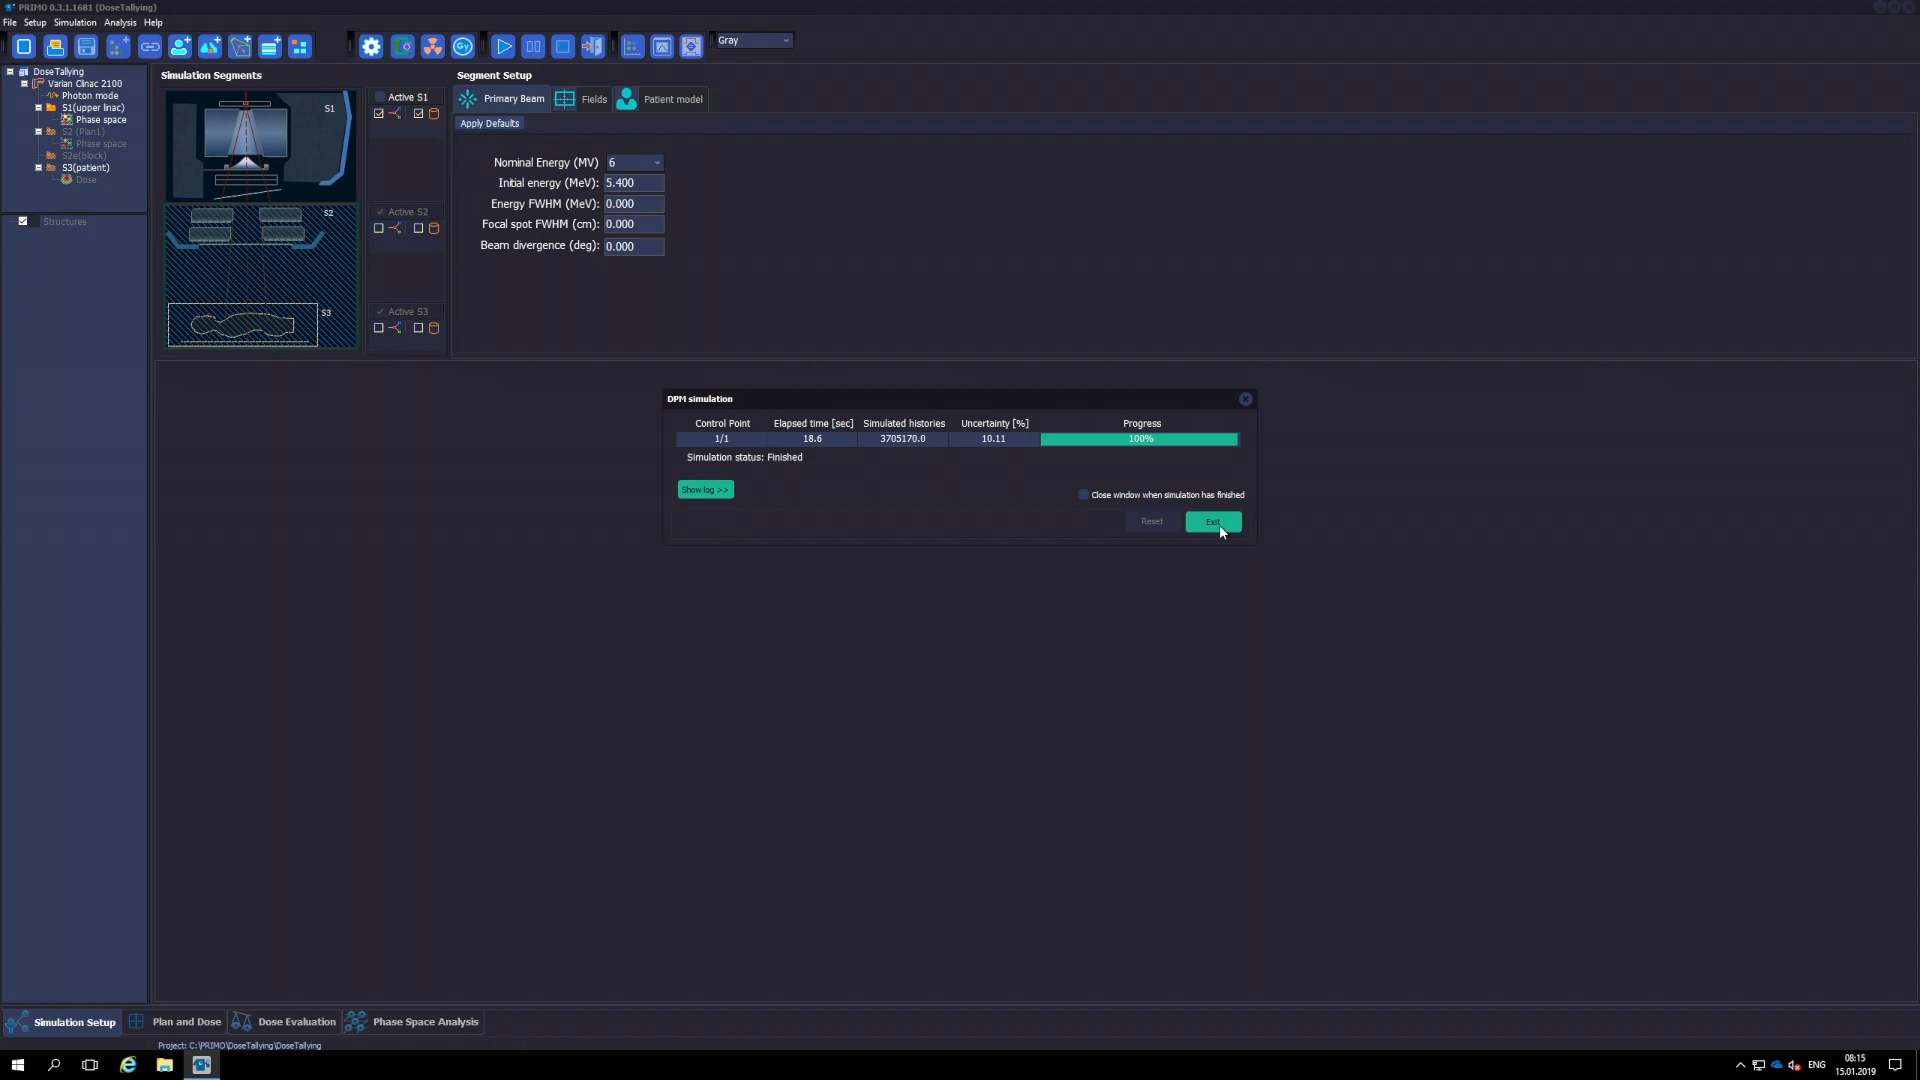 PRIMO 0.3.1.1681 (DoseTallying)
File Setup Simulation Analysis Help
Gy
Gray
DoseTallying
Varian Clinac 2100
Photon mode
S1(upper linac)
Phase space
S2 (Plan1)
Phase space
S2e(block)
S3(patient)
Dose
Structures
Simulation Segments
S1
S2
S3
Active S1
Active S2
Active S3
Segment Setup
Primary Beam Fields Patient model
Apply Defaults
Nominal Energy (MV) 6
Initial energy (MeV): 5.400
Energy FWHM (MeV): 0.000
Focal spot FWHM (cm): 0.000
Beam divergence (deg): 0.000
DPM simulation
Control Point Elapsed time [sec] Simulated histories Uncertainty [%] Progress
1/1 18.6 3705170.0 10.11 100%
Simulation status: Finished
Show log >>
Close window when simulation has finished
Reset Exit
Simulation Setup Plan and Dose Dose Evaluation Phase Space Analysis
Project: C:\PRIMO\DoseTallying\DoseTallying
ENG
08:15
15.01.2019